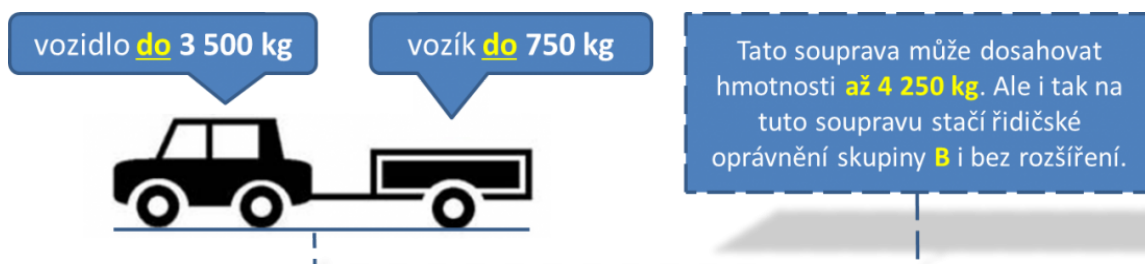 vozidlo do 3 500 kg
vozík do 750 kg
Tato souprava může dosahovat
hmotnosti až 4 250 kg. Ale i tak na
tuto soupravu stačí řidičské
oprávnění skupiny B i bez rozšíření.